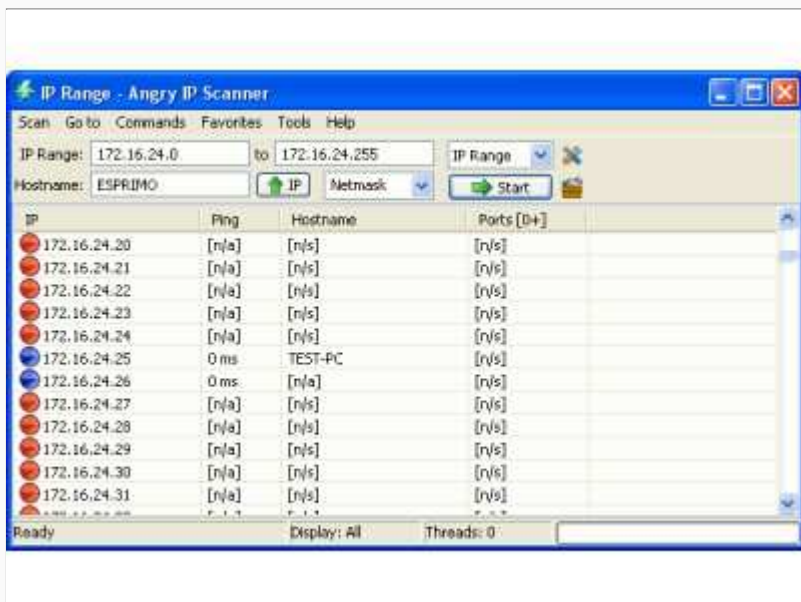 IP Range - Angry IP Scanner
Scan Go to Commands Favorites Tools Help
IP Range: 172.16.24.0 to 172.16.24.255 IP Range
Hostname: ESPRIMO IP Netmask Start
IP Ping Hostname Ports [0+]
172.16.24.20 [n/a] [n/s] [n/s]
172.16.24.21 [n/a] [n/s] [n/s]
172.16.24.22 [n/a] [n/s] [n/s]
172.16.24.23 [n/a] [n/s] [n/s]
172.16.24.24 [n/a] [n/s] [n/s]
172.16.24.25 0 ms TEST-PC [n/s]
172.16.24.26 0 ms [n/a] [n/s]
172.16.24.27 [n/a] [n/s] [n/s]
172.16.24.28 [n/a] [n/s] [n/s]
172.16.24.29 [n/a] [n/s] [n/s]
172.16.24.30 [n/a] [n/s] [n/s]
172.16.24.31 [n/a] [n/s] [n/s]
Ready Display: All Threads: 0